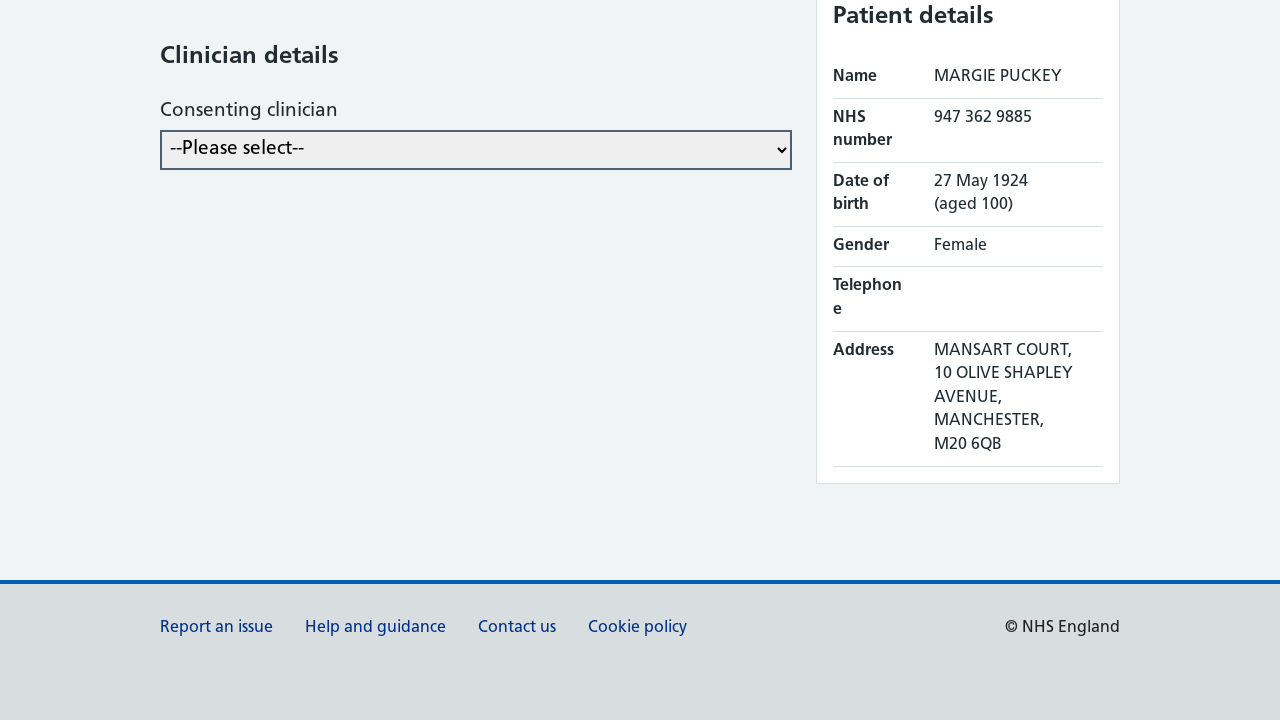 Clinician details
Consenting clinician
--Please select--
Patient details
Name MARGIE PUCKEY
NHS 947 362 9885
number
Date of 27 May 1924
birth (aged 100)
Gender Female
Telephon
e
Address MANSART COURT,
10 OLIVE SHAPLEY
AVENUE,
MANCHESTER,
M20 6QB
Report an issue Help and guidance Contact us Cookie policy © NHS England